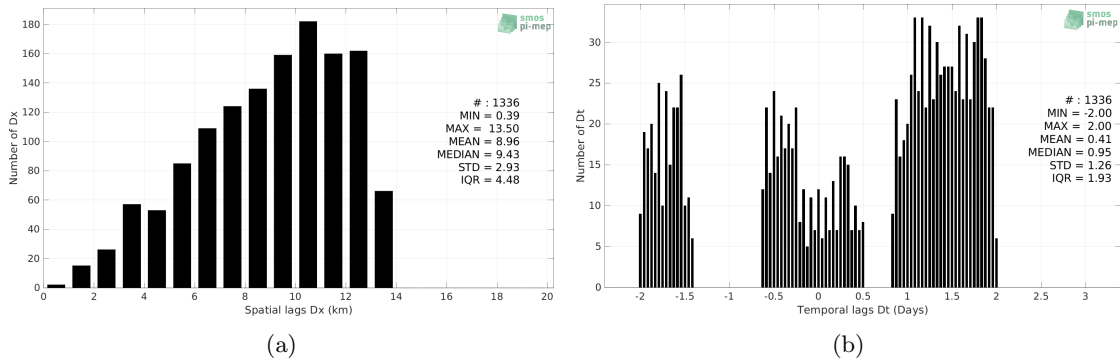 smos
pi-mep
180
160
140
120
100
80
60
40
20
0
Number of Dx
# : 1336
MIN = 0.39
MAX = 13.50
MEAN = 8.96
MEDIAN = 9.43
STD = 2.93
IQR = 4.48
0 2 4 6 8 10 12 14 16 18 20
Spatial lags Dx (km)
(a)
smos
pi-mep
30
25
20
15
10
5
0
Number of Dt
# : 1336
MIN = -2.00
MAX = 2.00
MEAN = 0.41
MEDIAN = 0.95
STD = 1.26
IQR = 1.93
-2 -1.5 -1 -0.5 0 0.5 1 1.5 2 2.5 3
Temporal lags Dt (Days)
(b)